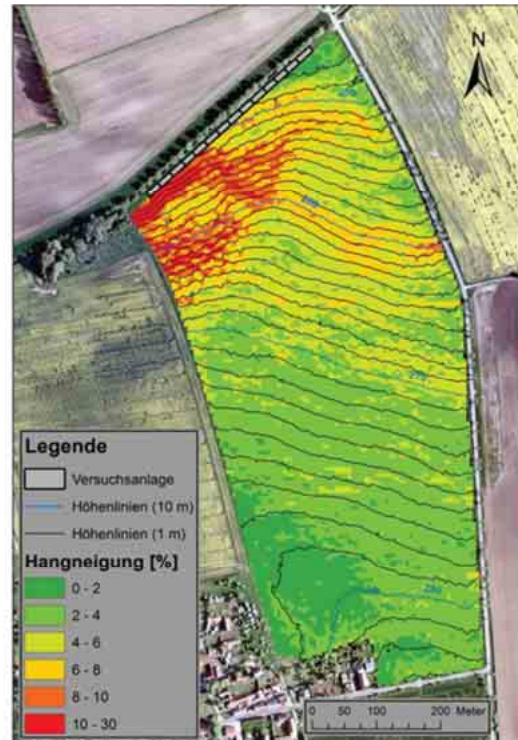 N
Legende
Versuchsanlage
Höhenlinien (10 m)
Höhenlinien (1 m)
Hangneigung [%]
0 - 2
2 - 4
4 - 6
6 - 8
8 - 10
10 - 30
0 50 100 200 Meter